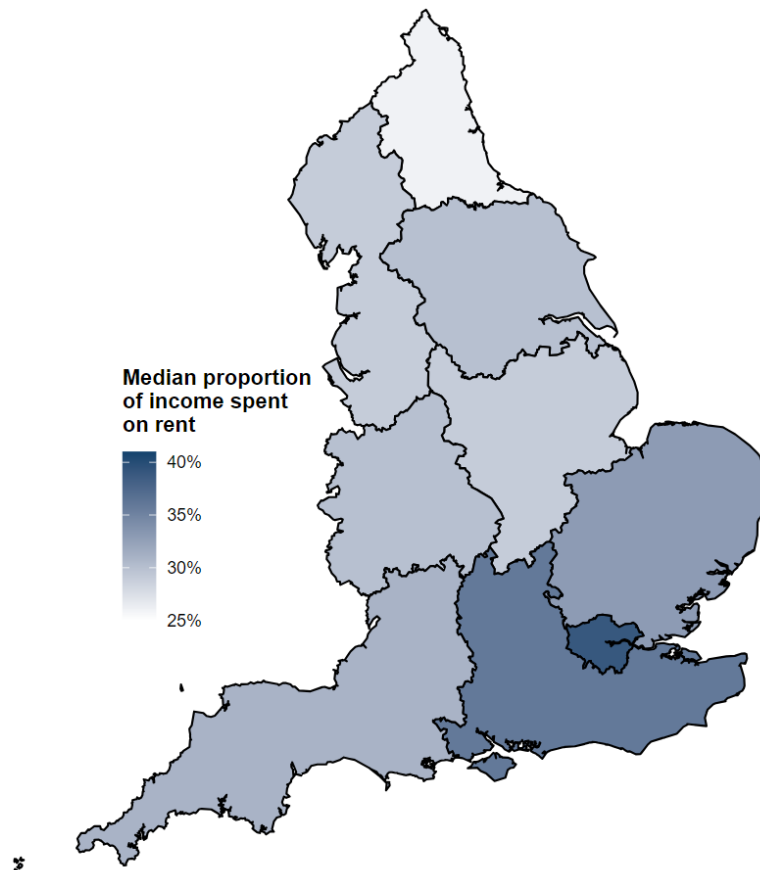 Median proportion
of income spent
on rent
40%
35%
30%
25%